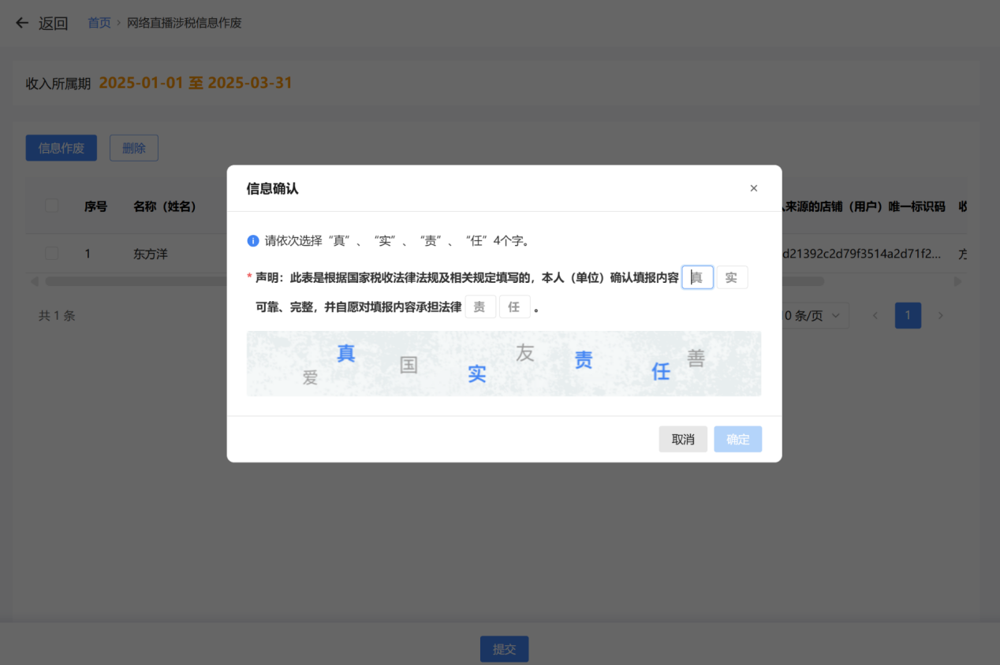 返回 首页 › 网络直播涉税信息作废
收入所属期 2025-01-01 至 2025-03-31
信息作废 删除
信息确认
序号 名称（姓名） 来源的店铺（用户）唯一标识码
请依次选择“真”、“实”、“责”、“任”4个字。
1 东方洋 d21392c2d79f3514a2d71f2...
* 声明：此表是根据国家税收法律法规及相关规定填写的，本人（单位）确认填报内容 真 实
可靠、完整，并自愿对填报内容承担法律 责 任 。
共 1 条 0 条/页 1
爱 真 国 实 友 责 任 善
取消 确定
提交